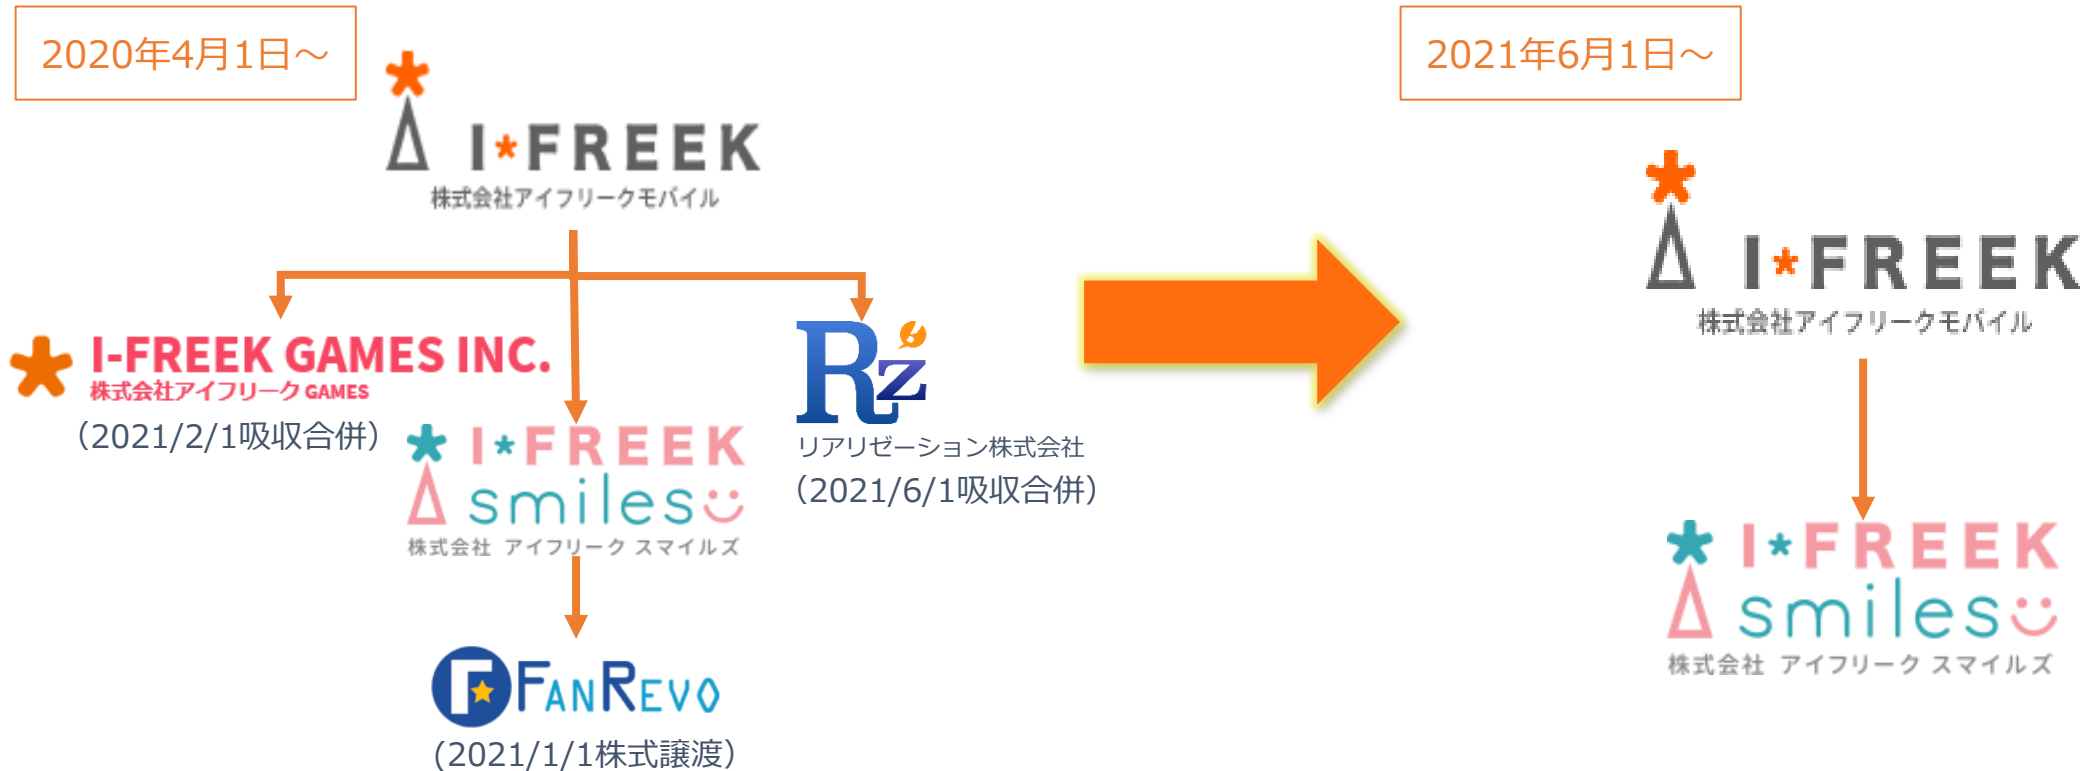 2020年4月1日～
I*FREEK
株式会社アイフリークモバイル
I-FREEK GAMES INC.
株式会社アイフリーク GAMES
（2021/2/1吸収合併）
I*FREEK
smiles
株式会社 アイフリーク スマイルズ
Rz
リアリゼーション株式会社
（2021/6/1吸収合併）
F FANREVO
(2021/1/1株式譲渡）
2021年6月1日～
I*FREEK
株式会社アイフリークモバイル
I*FREEK
smiles
株式会社 アイフリーク スマイルズ